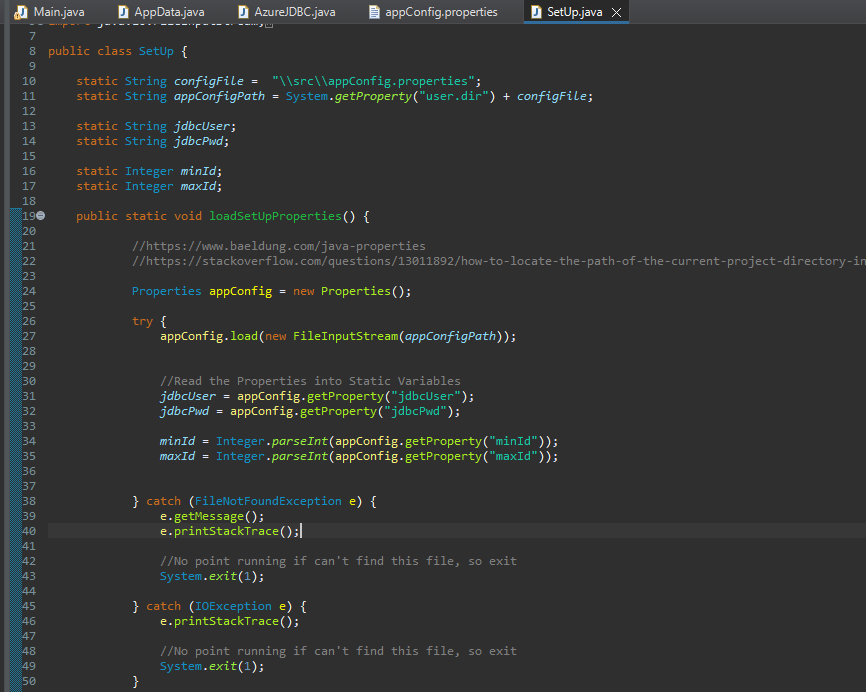 Main.java AppData.java AzureJDBC.java appConfig.properties SetUp.java
7
8 public class SetUp {
9
10 static String configFile = "\\src\\appConfig.properties";
11 static String appConfigPath = System.getProperty("user.dir") + configFile;
12
13 static String jdbcUser;
14 static String jdbcPwd;
15
16 static Integer minId;
17 static Integer maxId;
18
19 public static void loadSetUpProperties() {
20
21 //https://www.baeldung.com/java-properties
22 //https://stackoverflow.com/questions/13011892/how-to-locate-the-path-of-the-current-project-directory-in
23
24 Properties appConfig = new Properties();
25
26 try {
27 appConfig.load(new FileInputStream(appConfigPath));
28
29
30 //Read the Properties into Static Variables
31 jdbcUser = appConfig.getProperty("jdbcUser");
32 jdbcPwd = appConfig.getProperty("jdbcPwd");
33
34 minId = Integer.parseInt(appConfig.getProperty("minId"));
35 maxId = Integer.parseInt(appConfig.getProperty("maxId"));
36
37
38 } catch (FileNotFoundException e) {
39 e.getMessage();
40 e.printStackTrace();
41
42 //No point running if can't find this file, so exit
43 System.exit(1);
44
45 } catch (IOException e) {
46 e.printStackTrace();
47
48 //No point running if can't find this file, so exit
49 System.exit(1);
50 }